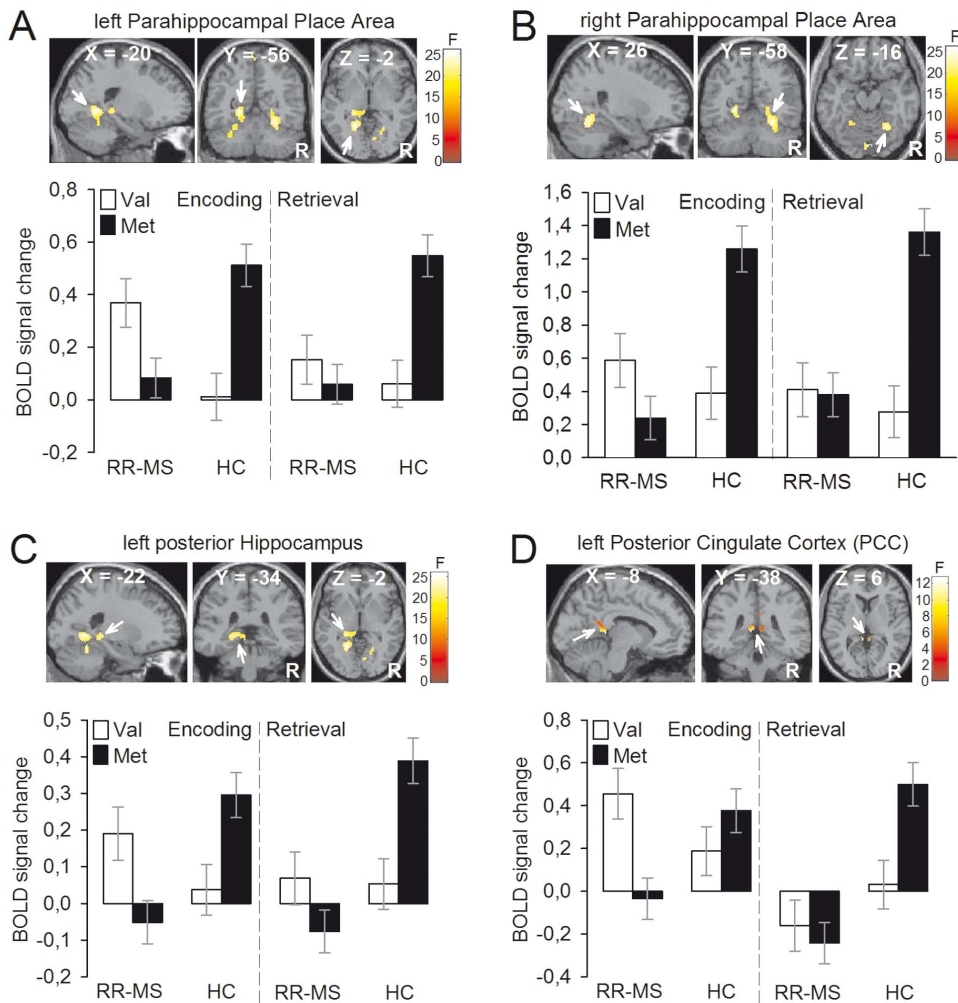 A
left Parahippocampal Place Area
X = -20
Y = -56
Z = -2
R
R
F
25
20
15
10
5
0
BOLD signal change
0,8
0,6
0,4
0,2
0,0
-0,2
Val
Met
Encoding
Retrieval
RR-MS
HC
RR-MS
HC
B
right Parahippocampal Place Area
X = 26
Y = -58
Z = -16
R
R
F
25
20
15
10
5
0
BOLD signal change
1,6
1,4
1,2
1,0
0,8
0,6
0,4
0,2
0,0
Val
Met
Encoding
Retrieval
RR-MS
HC
RR-MS
HC
C
left posterior Hippocampus
X = -22
Y = -34
Z = -2
R
R
F
25
20
15
10
5
0
BOLD signal change
0,5
0,4
0,3
0,2
0,1
0,0
-0,1
-0,2
Val
Met
Encoding
Retrieval
RR-MS
HC
RR-MS
HC
D
left Posterior Cingulate Cortex (PCC)
X = -8
Y = -38
Z = 6
R
R
F
12
10
8
6
4
2
0
BOLD signal change
0,8
0,6
0,4
0,2
0,0
-0,2
-0,4
Val
Met
Encoding
Retrieval
RR-MS
HC
RR-MS
HC